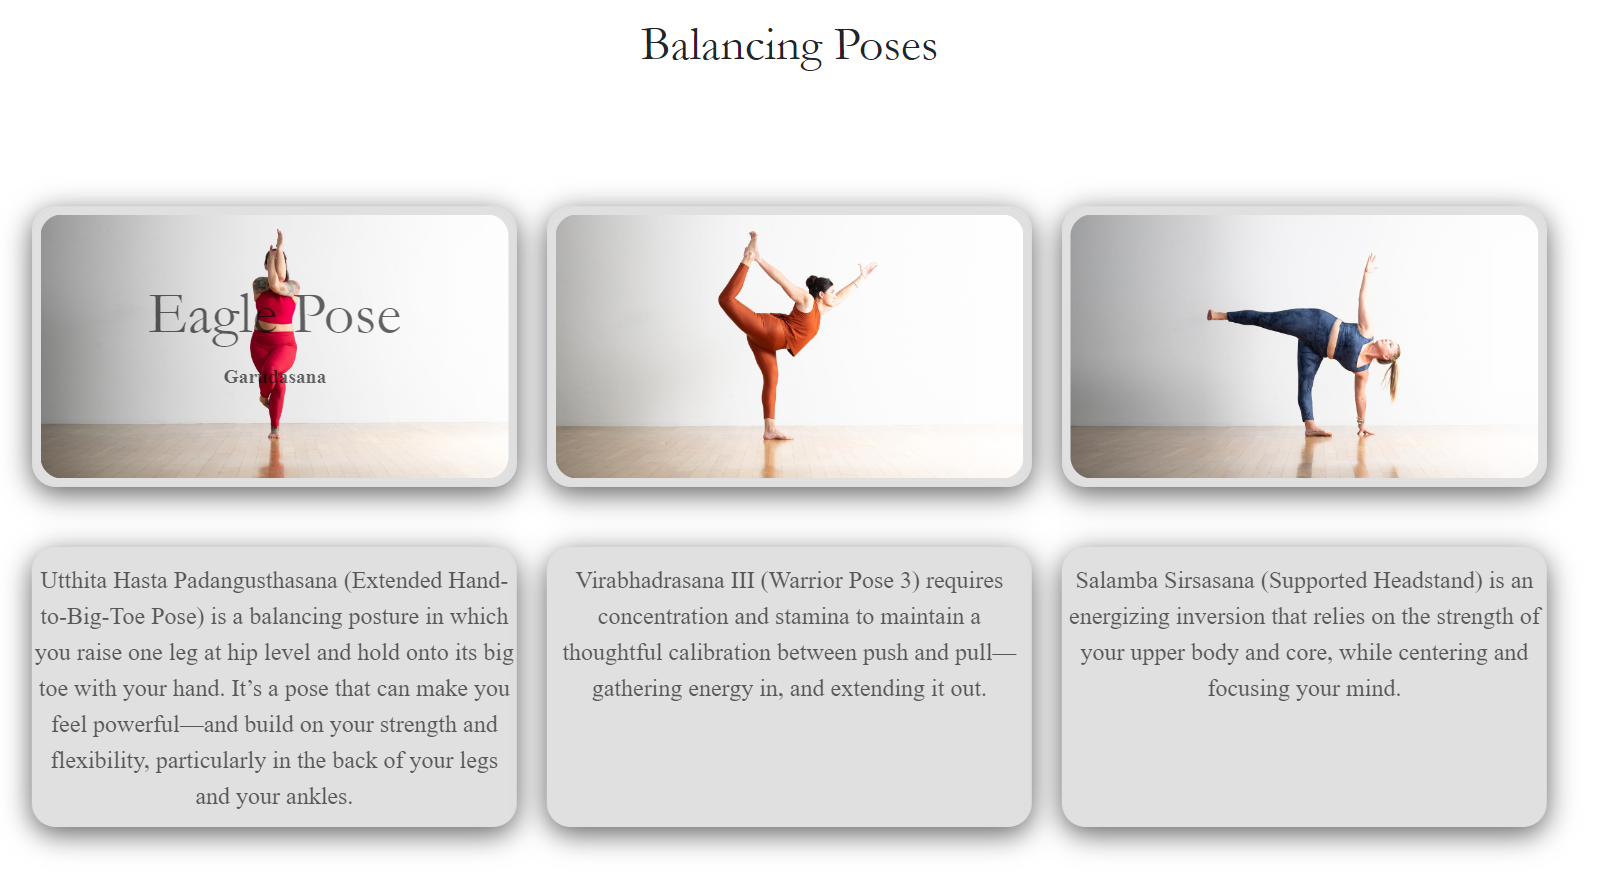 Balancing Poses
Eagle Pose
Garudasana
Utthita Hasta Padangusthasana (Extended Hand-
to-Big-Toe Pose) is a balancing posture in which
you raise one leg at hip level and hold onto its big
toe with your hand. It’s a pose that can make you
feel powerful—and build on your strength and
flexibility, particularly in the back of your legs
and your ankles.
Virabhadrasana III (Warrior Pose 3) requires
concentration and stamina to maintain a
thoughtful calibration between push and pull—
gathering energy in, and extending it out.
Salamba Sirsasana (Supported Headstand) is an
energizing inversion that relies on the strength of
your upper body and core, while centering and
focusing your mind.